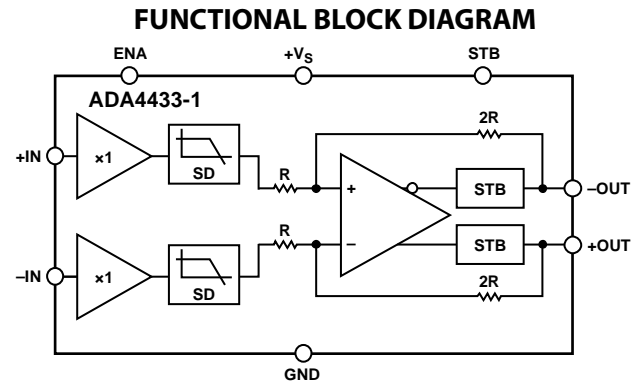 FUNCTIONAL BLOCK DIAGRAM
ENA
+VS
STB
ADA4433-1
2R
+IN
×1
SD
R
+
STB
–OUT
R
–
STB
+OUT
–IN
×1
SD
2R
GND